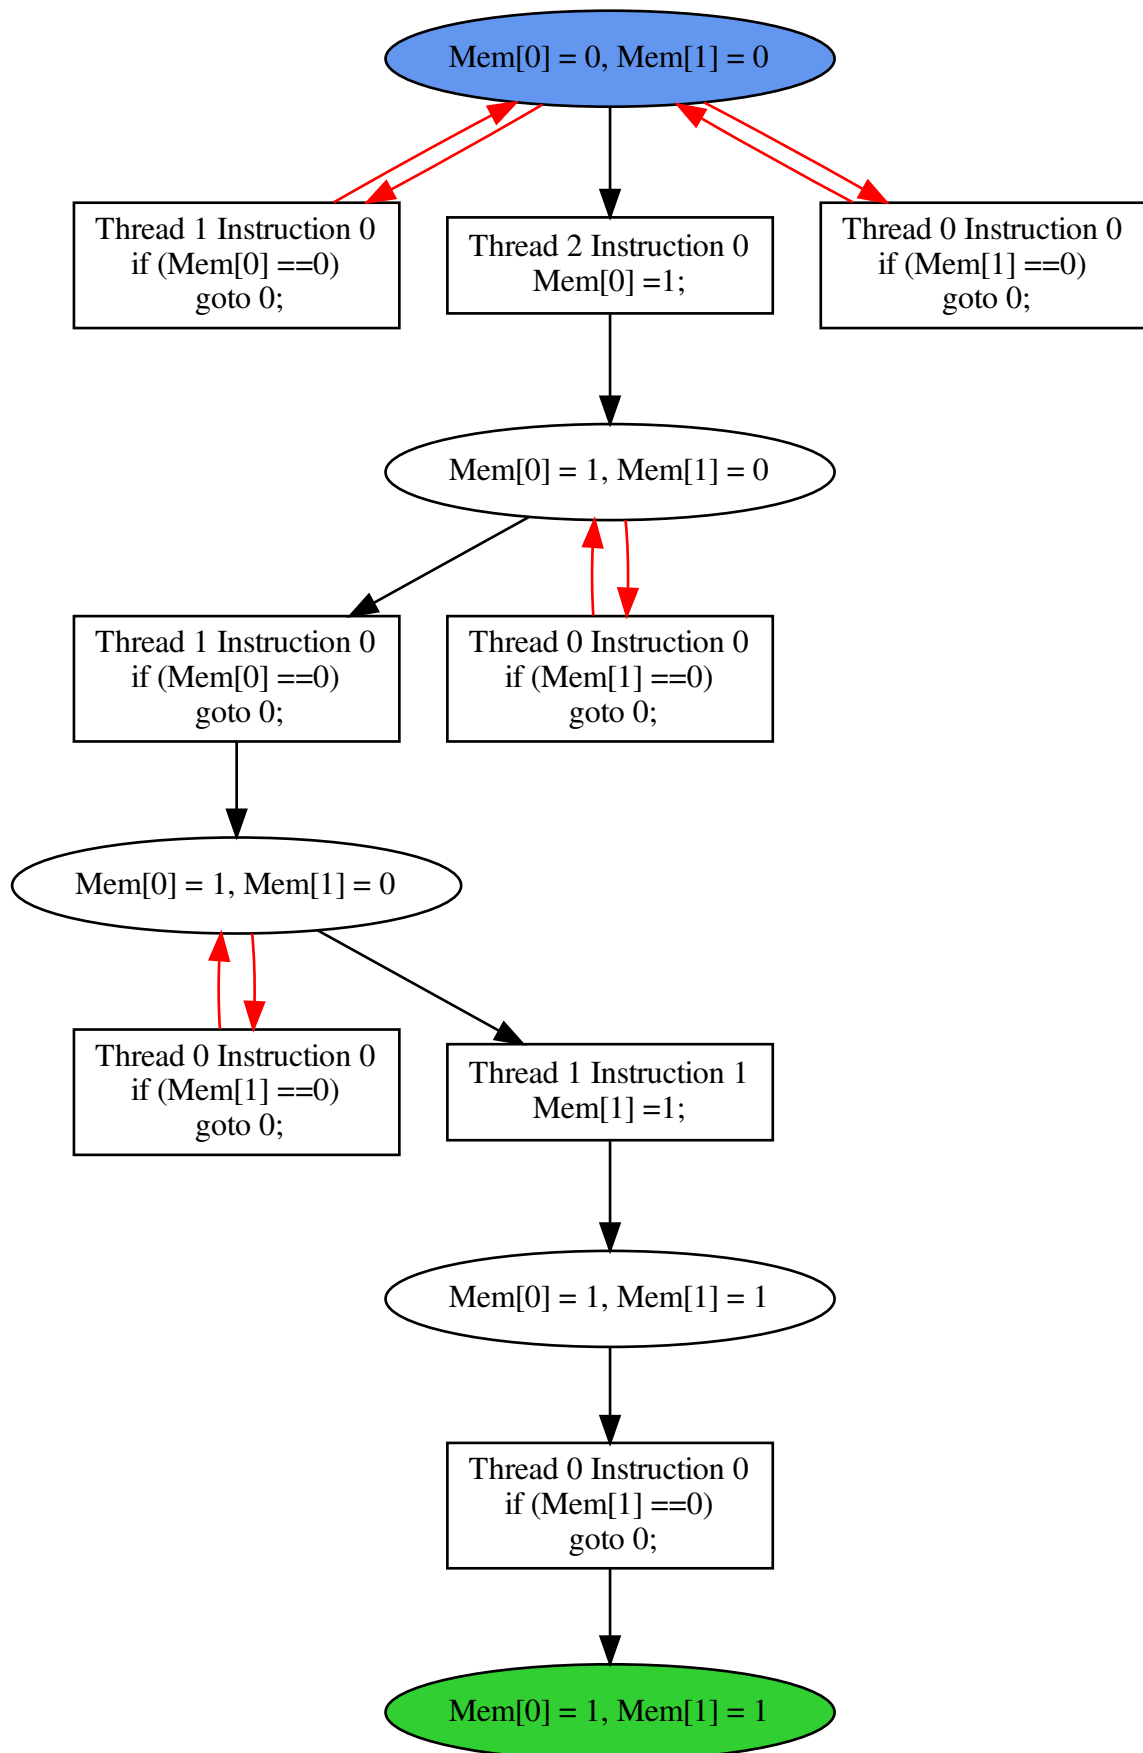 Mem[0] = 0, Mem[1] = 0
Thread 1 Instruction 0
if (Mem[0] ==0)
goto 0;
Thread 2 Instruction 0
Mem[0] =1;
Thread 0 Instruction 0
if (Mem[1] ==0)
goto 0;
Mem[0] = 1, Mem[1] = 0
Thread 1 Instruction 0
if (Mem[0] ==0)
goto 0;
Thread 0 Instruction 0
if (Mem[1] ==0)
goto 0;
Mem[0] = 1, Mem[1] = 0
Thread 0 Instruction 0
if (Mem[1] ==0)
goto 0;
Thread 1 Instruction 1
Mem[1] =1;
Mem[0] = 1, Mem[1] = 1
Thread 0 Instruction 0
if (Mem[1] ==0)
goto 0;
Mem[0] = 1, Mem[1] = 1